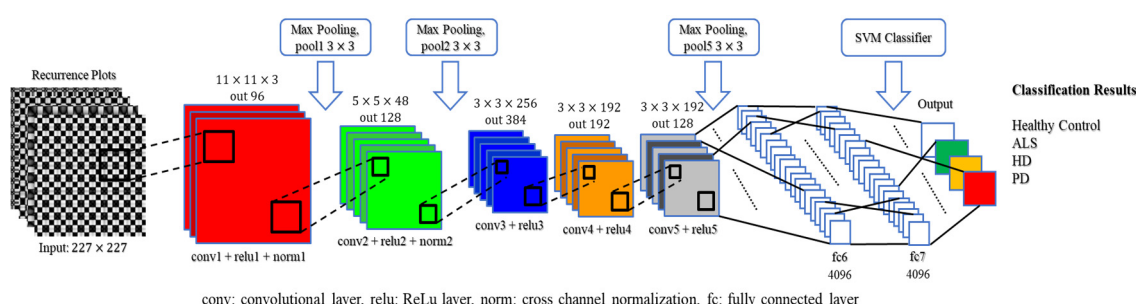 Max Pooling,
pool1 3 × 3
Max Pooling,
pool2 3 × 3
Max Pooling,
pool5 3 × 3
SVM Classifier
Recurrence Plots
11 × 11 × 3
out 96
5 × 5 × 48
out 128
3 × 3 × 256
out 384
3 × 3 × 192
out 192
3 × 3 × 192
out 128
Output
Classification Results
Healthy Control
ALS
HD
PD
Input: 227 × 227
conv1 + relu1 + norm1
conv2 + relu2 + norm2
conv3 + relu3
conv4 + relu4
conv5 + relu5
fc6
4096
fc7
4096
conv: convolutional layer, relu: ReLu layer, norm: cross channel normalization, fc: fully connected layer